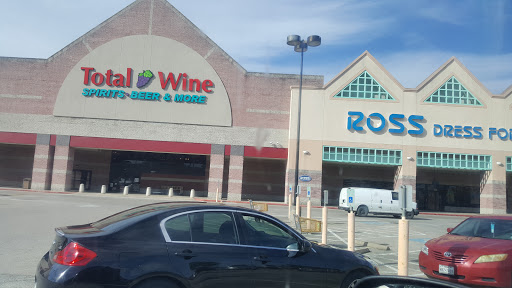 Total Wine
SPIRITS·BEER & MORE
ROSS DRESS FO